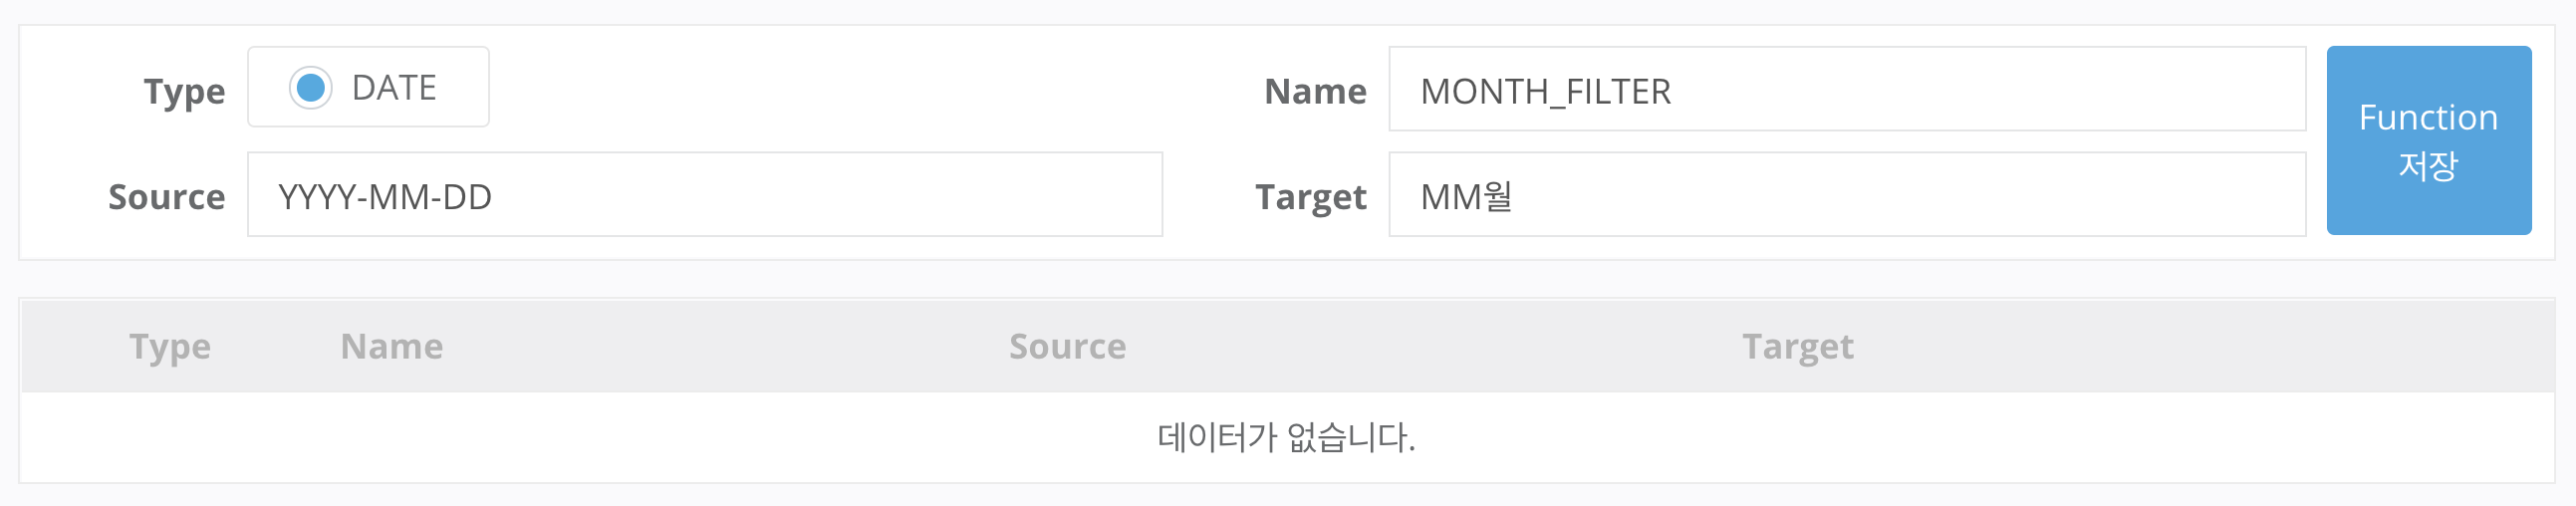 Type DATE Name MONTH_FILTER
Source YYYY-MM-DD Target MM월
Function
저장
Type Name Source Target
데이터가 없습니다.